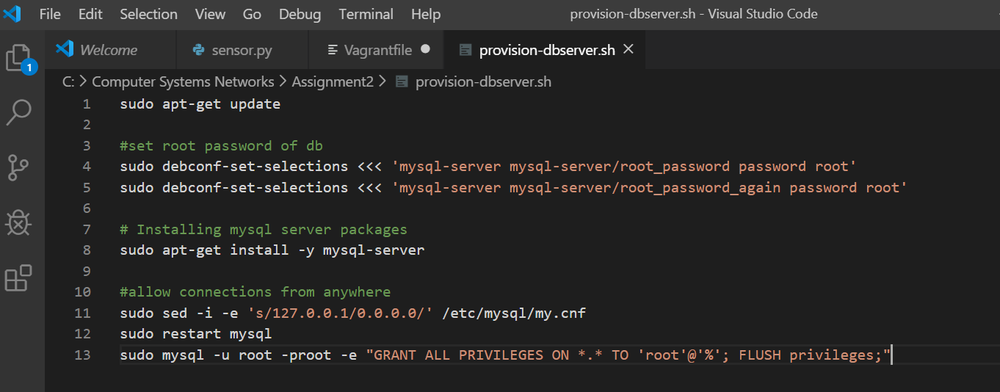 File Edit Selection View Go Debug Terminal Help provision-dbserver.sh - Visual Studio Code
Welcome sensor.py Vagrantfile provision-dbserver.sh
C: > Computer Systems Networks > Assignment2 > provision-dbserver.sh
1
1 sudo apt-get update
2
3 #set root password of db
4 sudo debconf-set-selections <<< 'mysql-server mysql-server/root_password password root'
5 sudo debconf-set-selections <<< 'mysql-server mysql-server/root_password_again password root'
6
7 # Installing mysql server packages
8 sudo apt-get install -y mysql-server
9
10 #allow connections from anywhere
11 sudo sed -i -e 's/127.0.0.1/0.0.0.0/' /etc/mysql/my.cnf
12 sudo restart mysql
13 sudo mysql -u root -proot -e "GRANT ALL PRIVILEGES ON *.* TO 'root'@'%'; FLUSH privileges;"